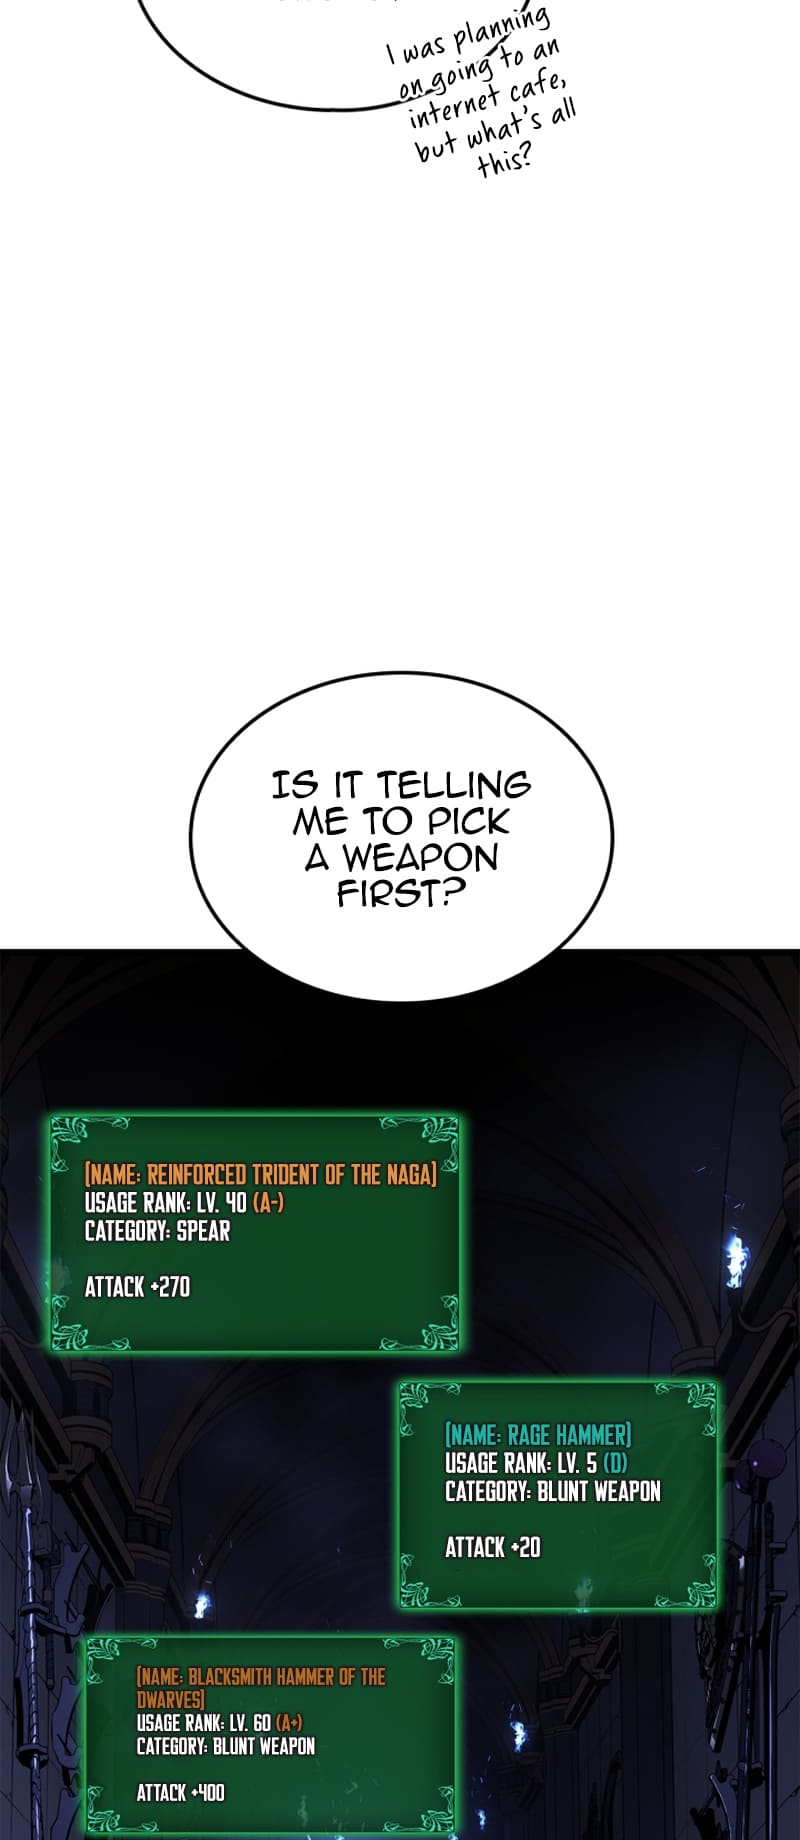 I was planning
on going to an
internet cafe,
but what's all
this?
IS IT TELLING
ME TO PICK
A WEAPON
FIRST?
[NAME: REINFORCED TRIDENT OF THE NAGA]
USAGE RANK: LV. 40 (A-)
CATEGORY: SPEAR
ATTACK +270
[NAME: RAGE HAMMER]
USAGE RANK: LV. 5 (D)
CATEGORY: BLUNT WEAPON
ATTACK +20
[NAME: BLACKSMITH HAMMER OF THE
DWARVES]
USAGE RANK: LV. 60 (A+)
CATEGORY: BLUNT WEAPON
ATTACK +400